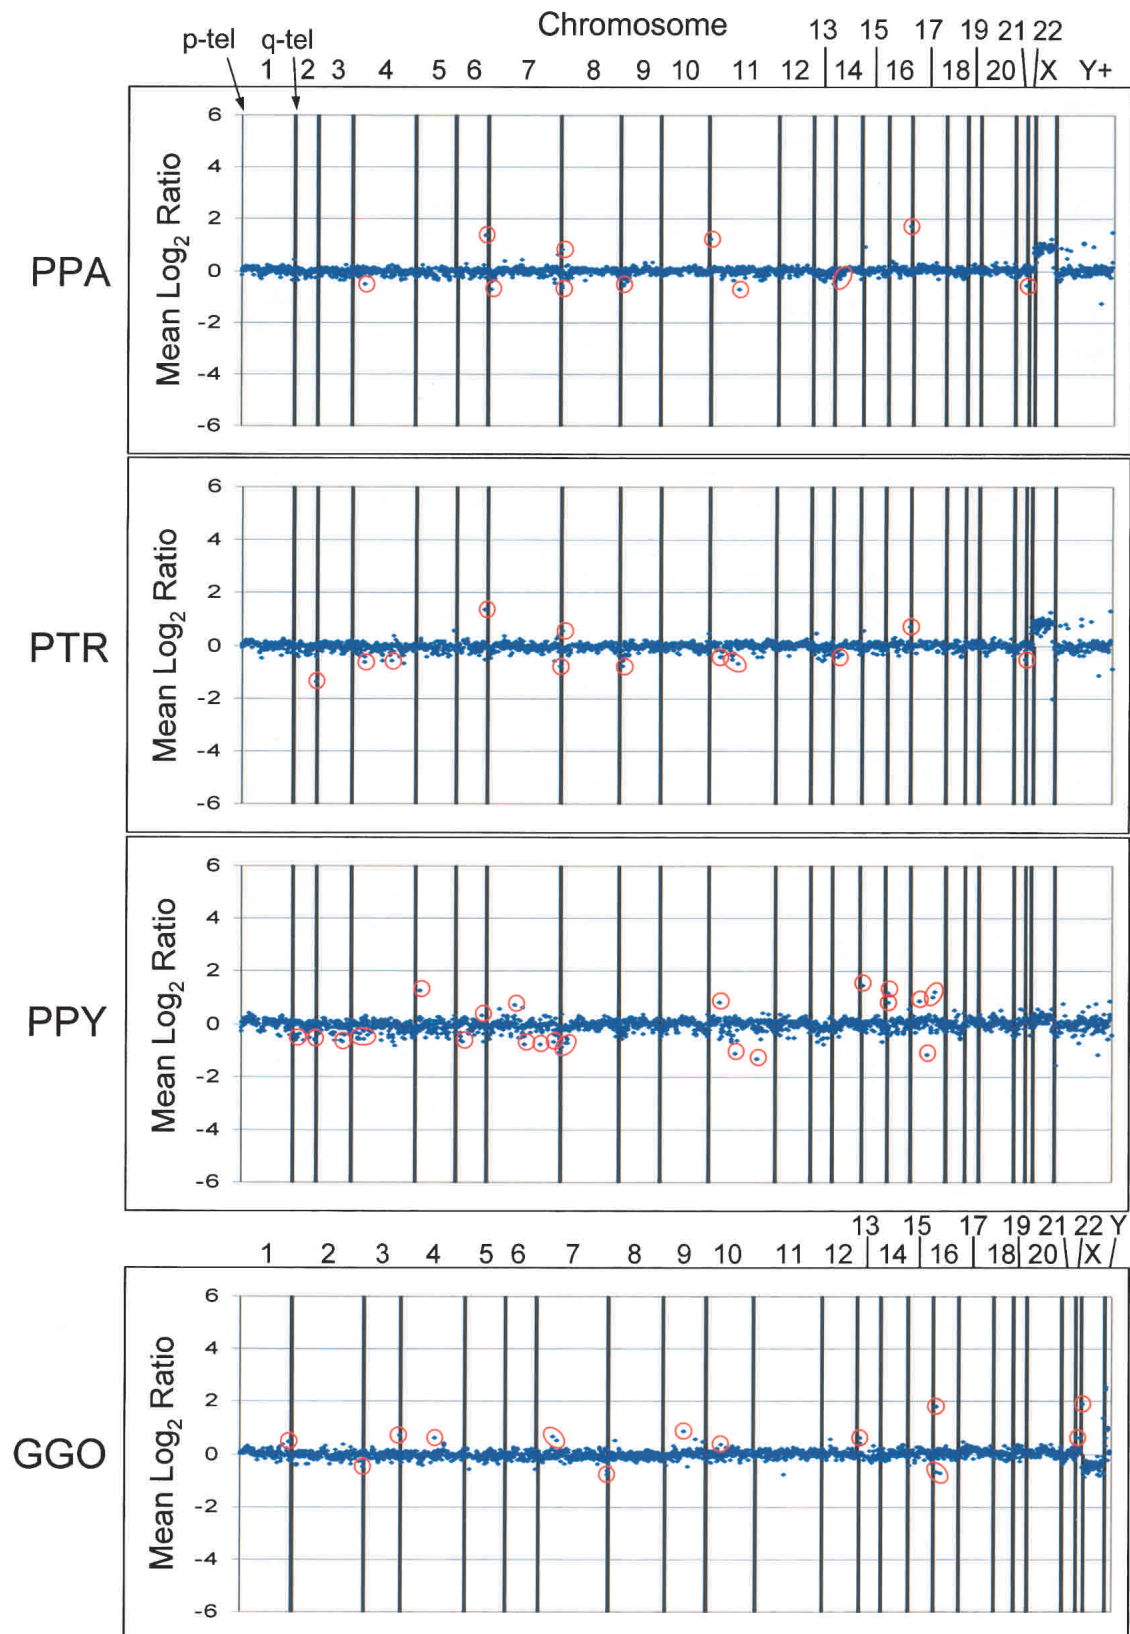 Chromosome
p-tel q-tel 13 15 17 19 21 22
1 2 3 4 5 6 7 8 9 10 11 12 14 16 18 20 X Y+
PPA
Mean Log2 Ratio
6
4
2
0
-2
-4
-6
PTR
Mean Log2 Ratio
6
4
2
0
-2
-4
-6
PPY
Mean Log2 Ratio
6
4
2
0
-2
-4
-6
13 15 17 19 21 22 Y
1 2 3 4 5 6 7 8 9 10 11 12 14 16 18 20 X
GGO
Mean Log2 Ratio
6
4
2
0
-2
-4
-6